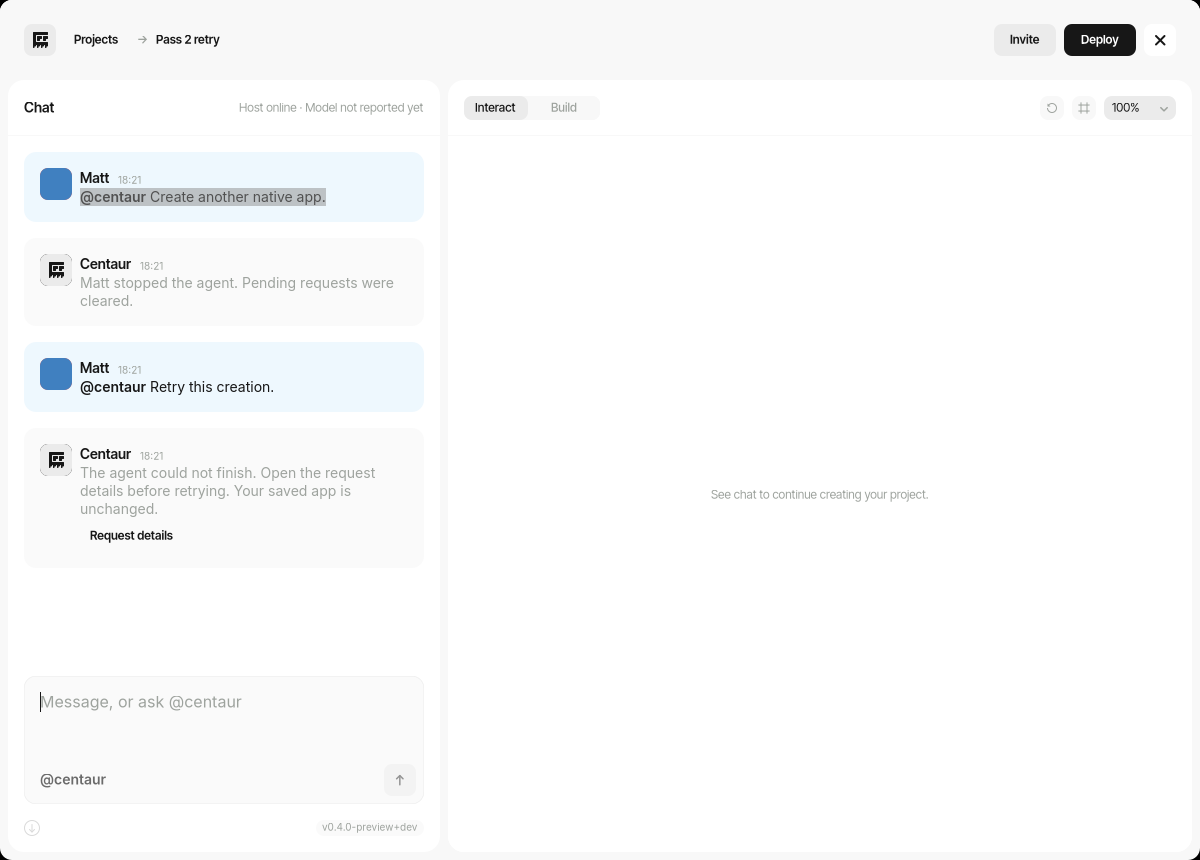 Projects → Pass 2 retry
Invite
Deploy
Chat
Host online · Model not reported yet
Matt 18:21
@centaur Create another native app.
Centaur 18:21
Matt stopped the agent. Pending requests were
cleared.
Matt 18:21
@centaur Retry this creation.
Centaur 18:21
The agent could not finish. Open the request
details before retrying. Your saved app is
unchanged.
Request details
Message, or ask @centaur
@centaur
v0.4.0-preview+dev
Interact
Build
100%
See chat to continue creating your project.